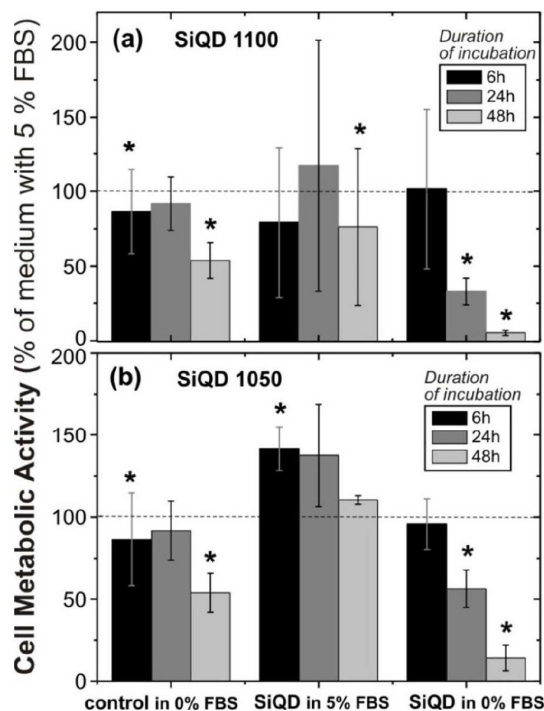 Cell Metabolic Activity (% of medium with 5 % FBS)
(a) SiQD 1100
Duration
of incubation
6h
24h
48h
200
150
100
50
0
*
*
*
*
*
(b) SiQD 1050
Duration
of incubation
6h
24h
48h
200
150
100
50
0
*
*
*
*
*
control in 0% FBS SiQD in 5% FBS SiQD in 0% FBS